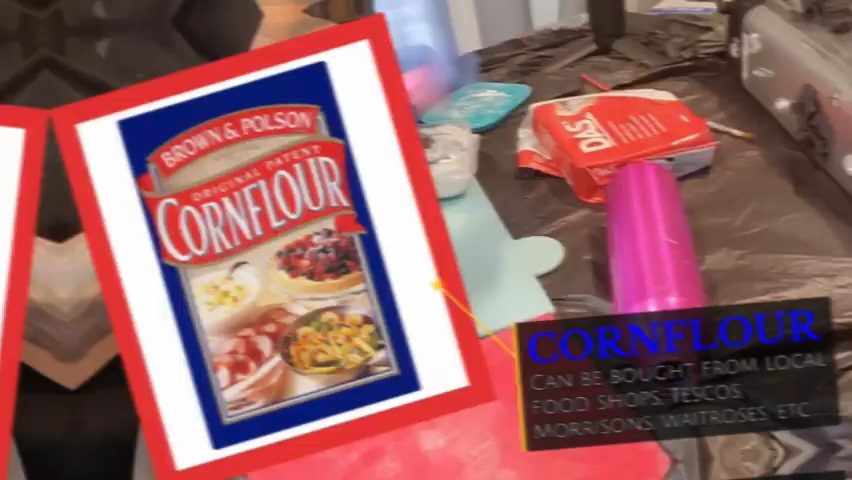 BROWN & POLSON
ORIGINAL PATENT
CORNFLOUR
DAS
CORNFLOUR
CAN BE BOUGHT FROM LOCAL
FOOD SHOPS, TESCOS,
MORRISONS, WAITROSES, ETC